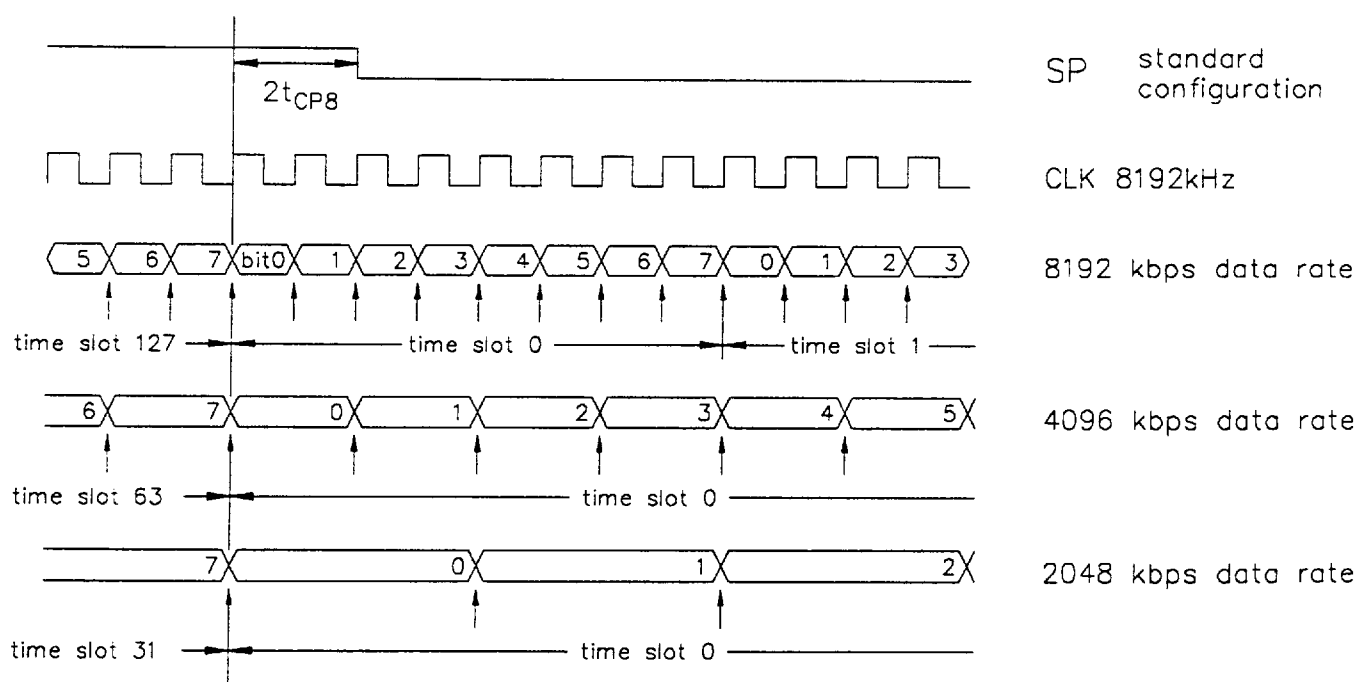 SP standard
configuration
2tCP8
CLK 8192kHz
5 6 7 bit0 1 2 3 4 5 6 7 0 1 2 3
8192 kbps data rate
time slot 127 time slot 0 time slot 1
6 7 0 1 2 3 4 5
4096 kbps data rate
time slot 63 time slot 0
7 0 1 2
2048 kbps data rate
time slot 31 time slot 0